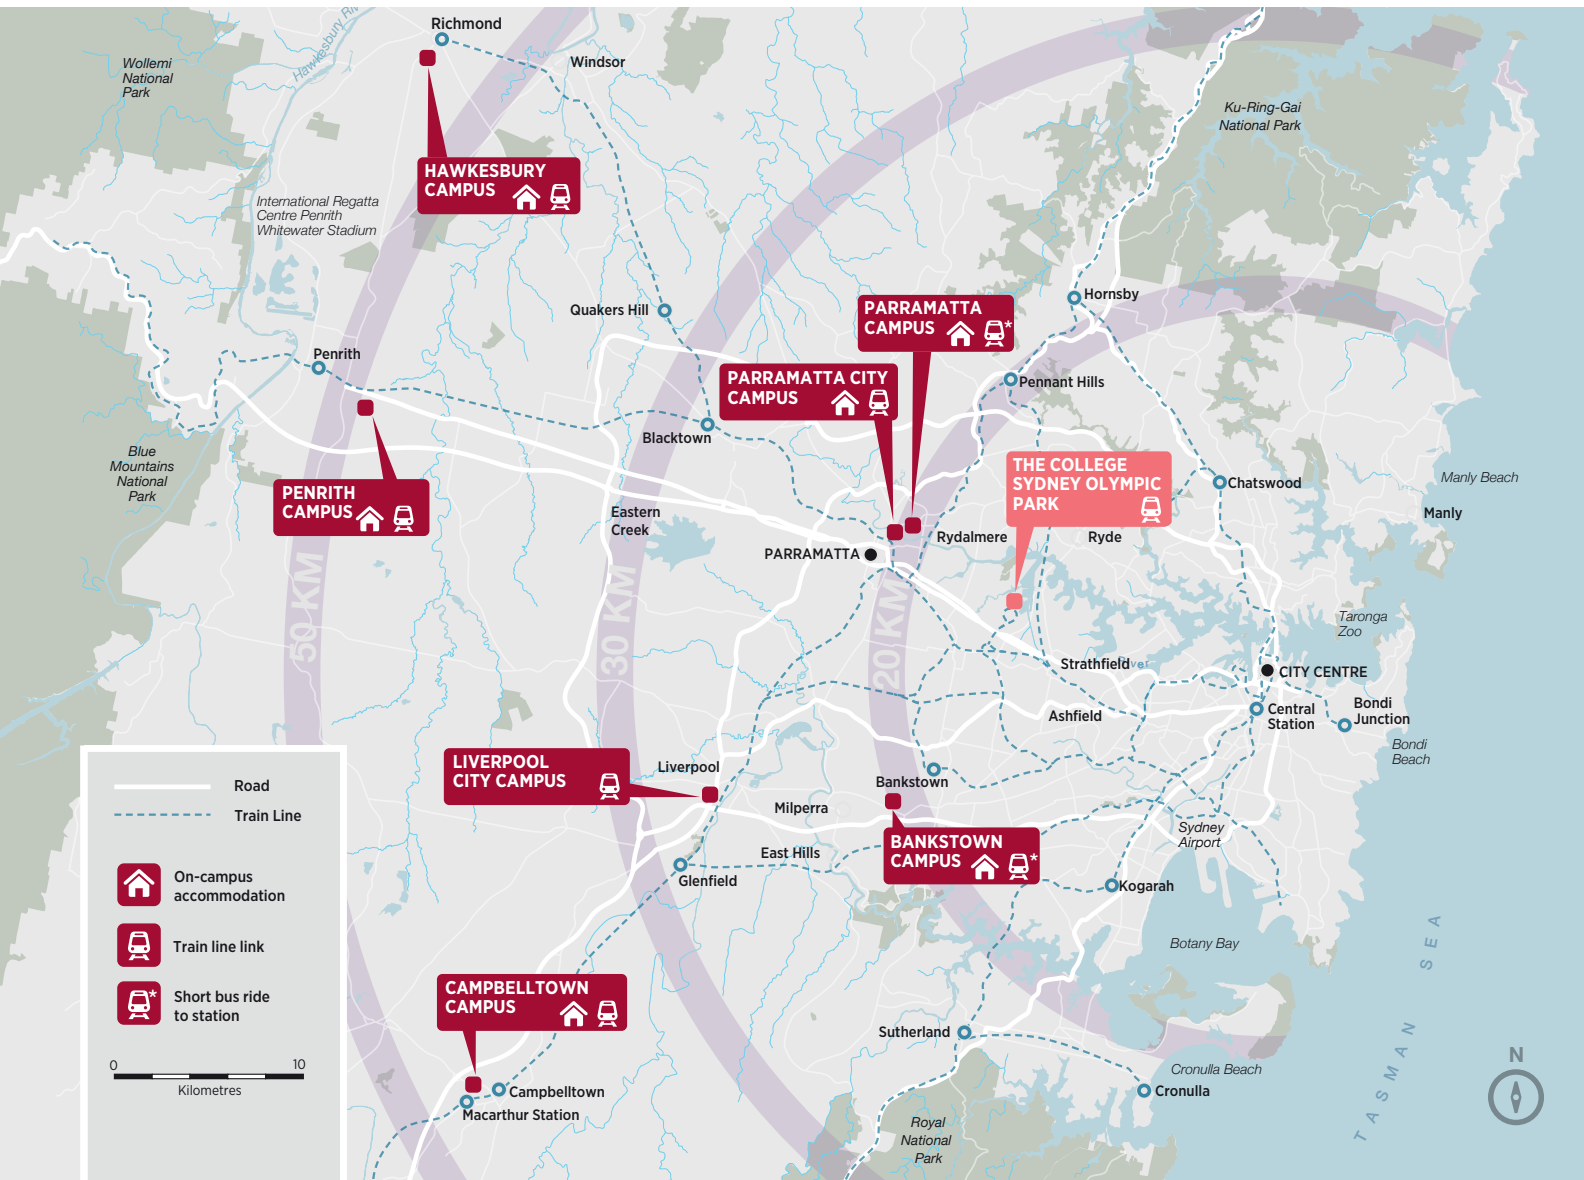 Richmond
Hawkesbury
Windsor
Wollemi
National
Park
Ku-Ring-Gai
National Park
HAWKESBURY
CAMPUS
International Regatta
Centre Penrith
Whitewater Stadium
Hornsby
Quakers Hill
PARRAMATTA
CAMPUS
*
Penrith
PARRAMATTA CITY
CAMPUS
Pennant Hills
Blacktown
Blue
Mountains
National
Park
THE COLLEGE
SYDNEY OLYMPIC
PARK
Chatswood
Manly Beach
PENRITH
CAMPUS
Eastern
Creek
Manly
PARRAMATTA
Rydalmere
Ryde
50 KM
30 KM
20 KM
Taronga
Zoo
Strathfield
CITY CENTRE
Ashfield
Central
Station
Bondi
Junction
Bondi
Beach
LIVERPOOL
CITY CAMPUS
Liverpool
Bankstown
Milperra
Sydney
Airport
BANKSTOWN
CAMPUS
*
East Hills
Glenfield
Kogarah
Botany Bay
TASMAN SEA
CAMPBELLTOWN
CAMPUS
Sutherland
Cronulla Beach
Cronulla
Campbelltown
Macarthur Station
Royal
National
Park
N
Road
Train Line
On-campus
accommodation
Train line link
*
Short bus ride
to station
0 10
Kilometres